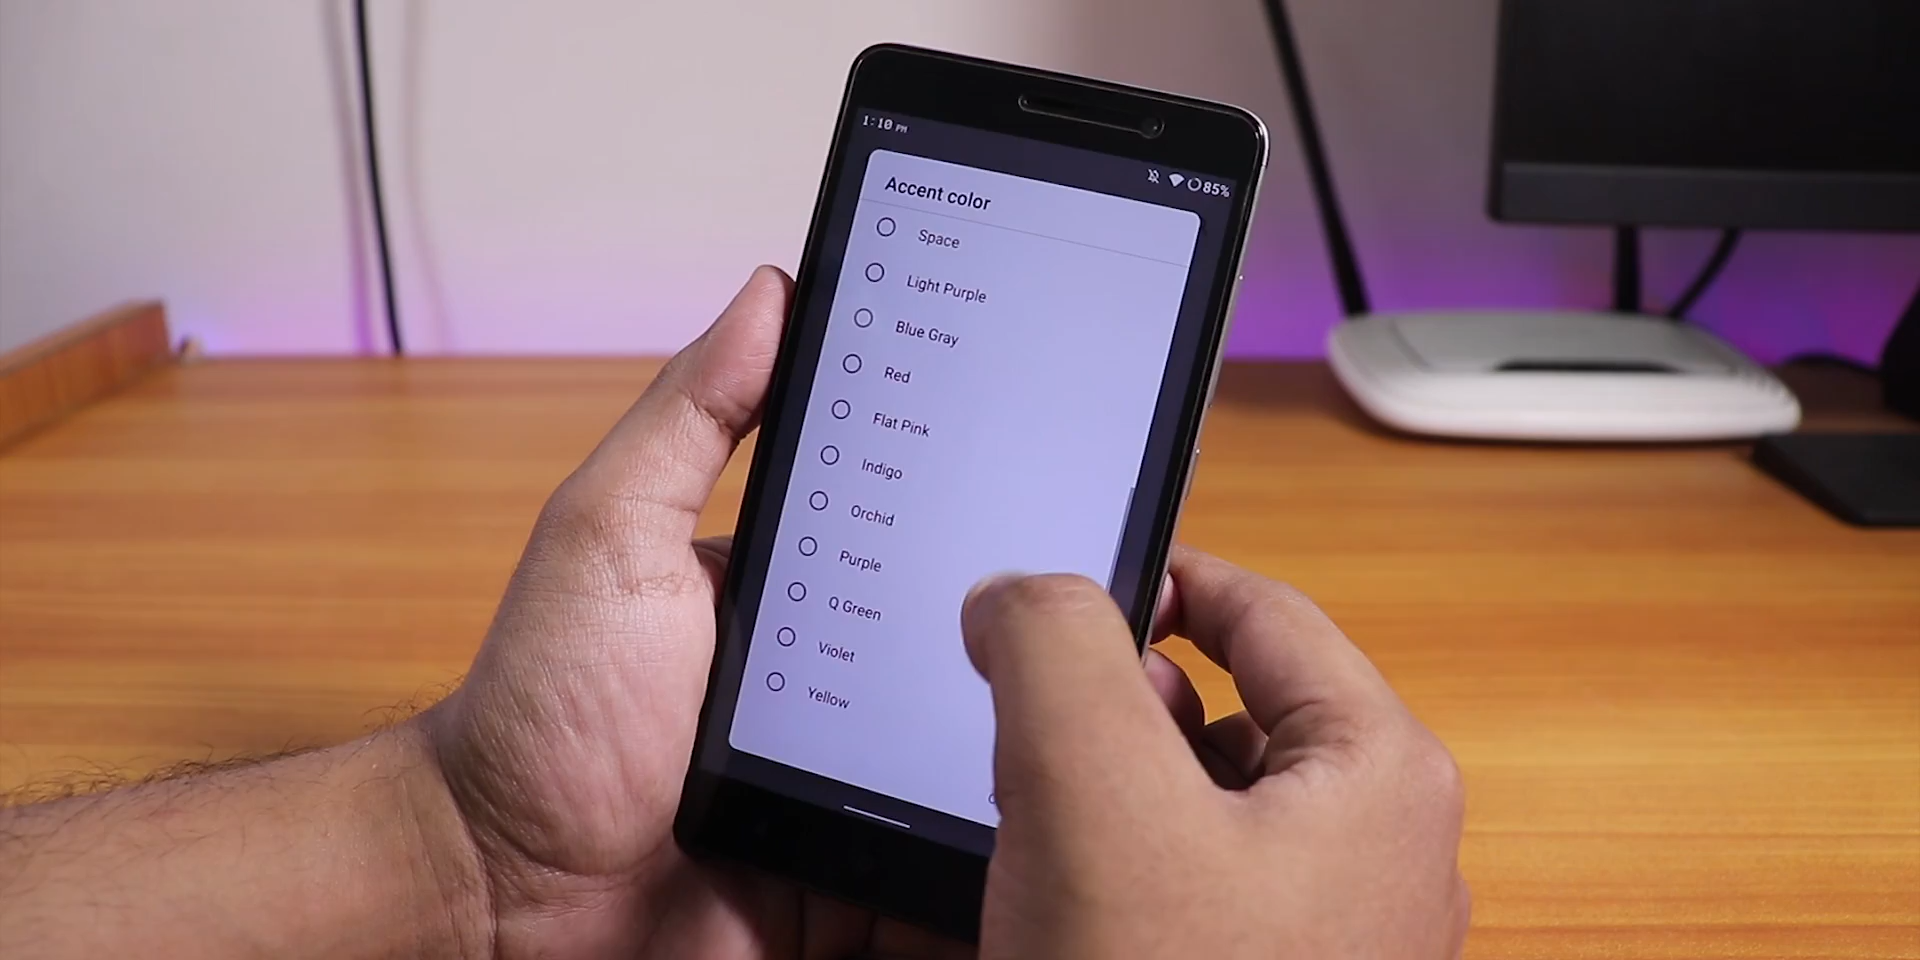 1:10 PM
85%
Accent color
Space
Light Purple
Blue Gray
Red
Flat Pink
Indigo
Orchid
Purple
Q Green
Violet
Yellow